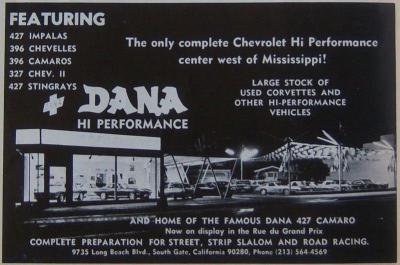 FEATURING
427 IMPALAS
396 CHEVELLES
396 CAMAROS
327 CHEV. II
427 STINGRAYS
The only complete Chevrolet Hi Performance
center west of Mississippi!
LARGE STOCK OF
USED CORVETTES AND
OTHER HI-PERFORMANCE
VEHICLES
DANA
HI PERFORMANCE
AND HOME OF THE FAMOUS DANA 427 CAMARO
Now on display in the Rue du Grand Prix
COMPLETE PREPARATION FOR STREET, STRIP SLALOM AND ROAD RACING.
9735 Long Beach Blvd., South Gate, California 90280, Phone (213) 564-4569